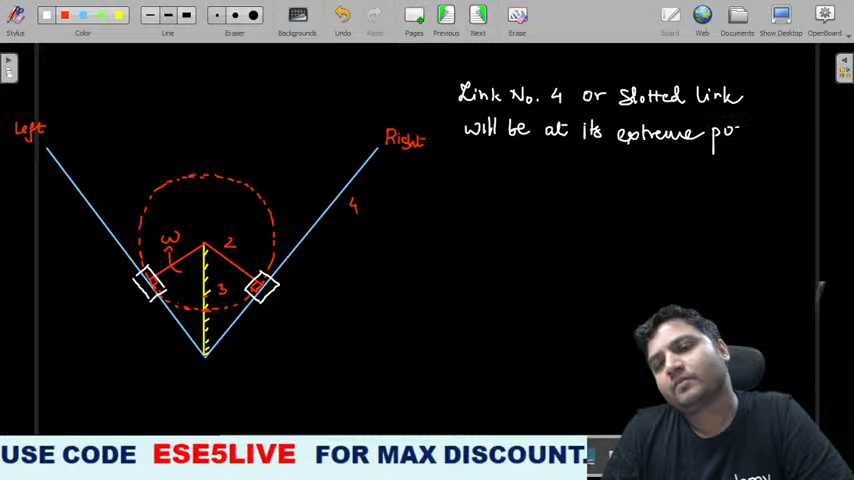 Stylus
Color
Line
Eraser
Backgrounds
Undo
Redo
Pages
Previous
Next
Erase
Board
Web
Documents
Show Desktop
OpenBoard
Link No. 4 or slotted link
will be at its extreme po
Left
Right
4
ω
2
3
USE CODE ESE5LIVE FOR MAX DISCOUNT.